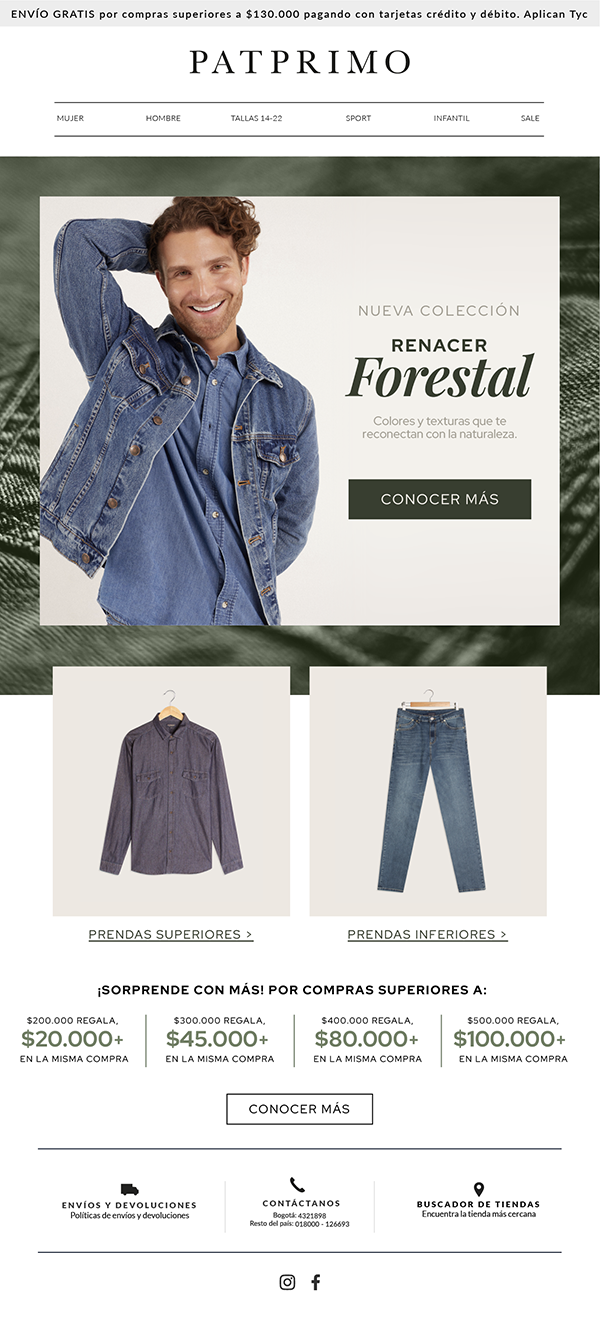 ENVÍO GRATIS por compras superiores a $130.000 pagando con tarjetas crédito y débito. Aplican Tyc
PATPRIMO
MUJER HOMBRE TALLAS 14-22 SPORT INFANTIL SALE
NUEVA COLECCIÓN
RENACER
Forestal
Colores y texturas que te
reconectan con la naturaleza.
CONOCER MÁS
PRENDAS SUPERIORES > PRENDAS INFERIORES >
¡SORPRENDE CON MÁS! POR COMPRAS SUPERIORES A:
$200.000 REGALA,
$20.000+
EN LA MISMA COMPRA
$300.000 REGALA,
$45.000+
EN LA MISMA COMPRA
$400.000 REGALA,
$80.000+
EN LA MISMA COMPRA
$500.000 REGALA,
$100.000+
EN LA MISMA COMPRA
CONOCER MÁS
ENVÍOS Y DEVOLUCIONES
Políticas de envíos y devoluciones
CONTÁCTANOS
Bogotá: 4321898
Resto del país: 018000 - 126693
BUSCADOR DE TIENDAS
Encuentra la tienda más cercana